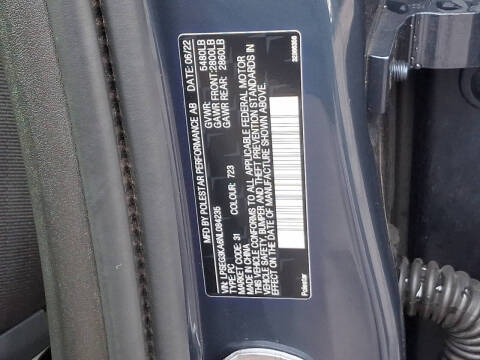 MFD BY POLESTAR PERFORMANCE AB DATE: 06/22
GVWR: 5480LB
GAWR FRONT: 2800LB
GAWR REAR: 2860LB
VIN: LPSEG3KA6NL084235
TYPE: PC
MARKET CODE: 31 COLOUR: 723
MADE IN CHINA
THIS VEHICLE CONFORMS TO ALL APPLICABLE FEDERAL MOTOR
VEHICLE SAFETY, BUMPER AND THEFT PREVENTION STANDARDS IN
EFFECT ON THE DATE OF MANUFACTURE SHOWN ABOVE.
Polestar